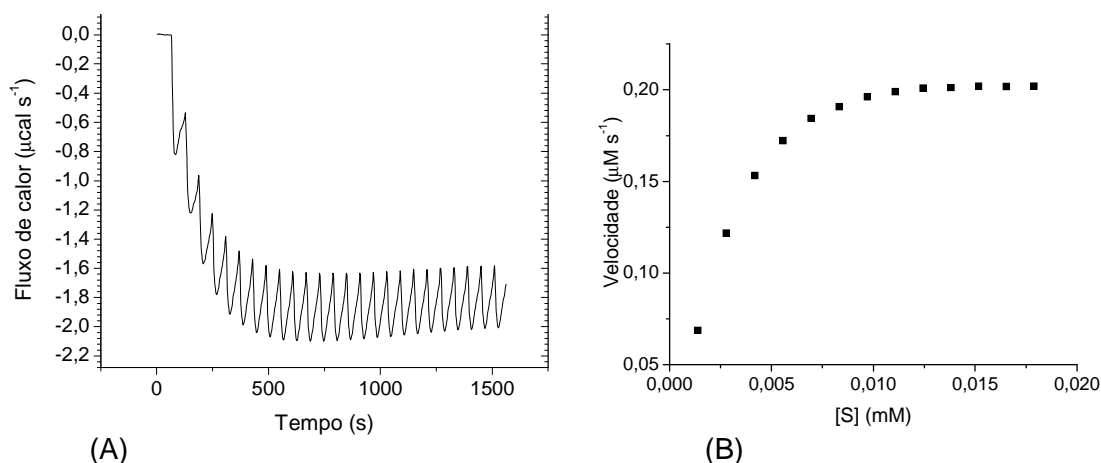 0,0
-0,2
-0,4
-0,6
-0,8
-1,0
-1,2
-1,4
-1,6
-1,8
-2,0
-2,2
Fluxo de calor (μcal s⁻¹)
0 500 1000 1500
Tempo (s)
(A)
0,20
0,15
0,10
0,05
Velocidade (μM s⁻¹)
0,000 0,005 0,010 0,015 0,020
[S] (mM)
(B)